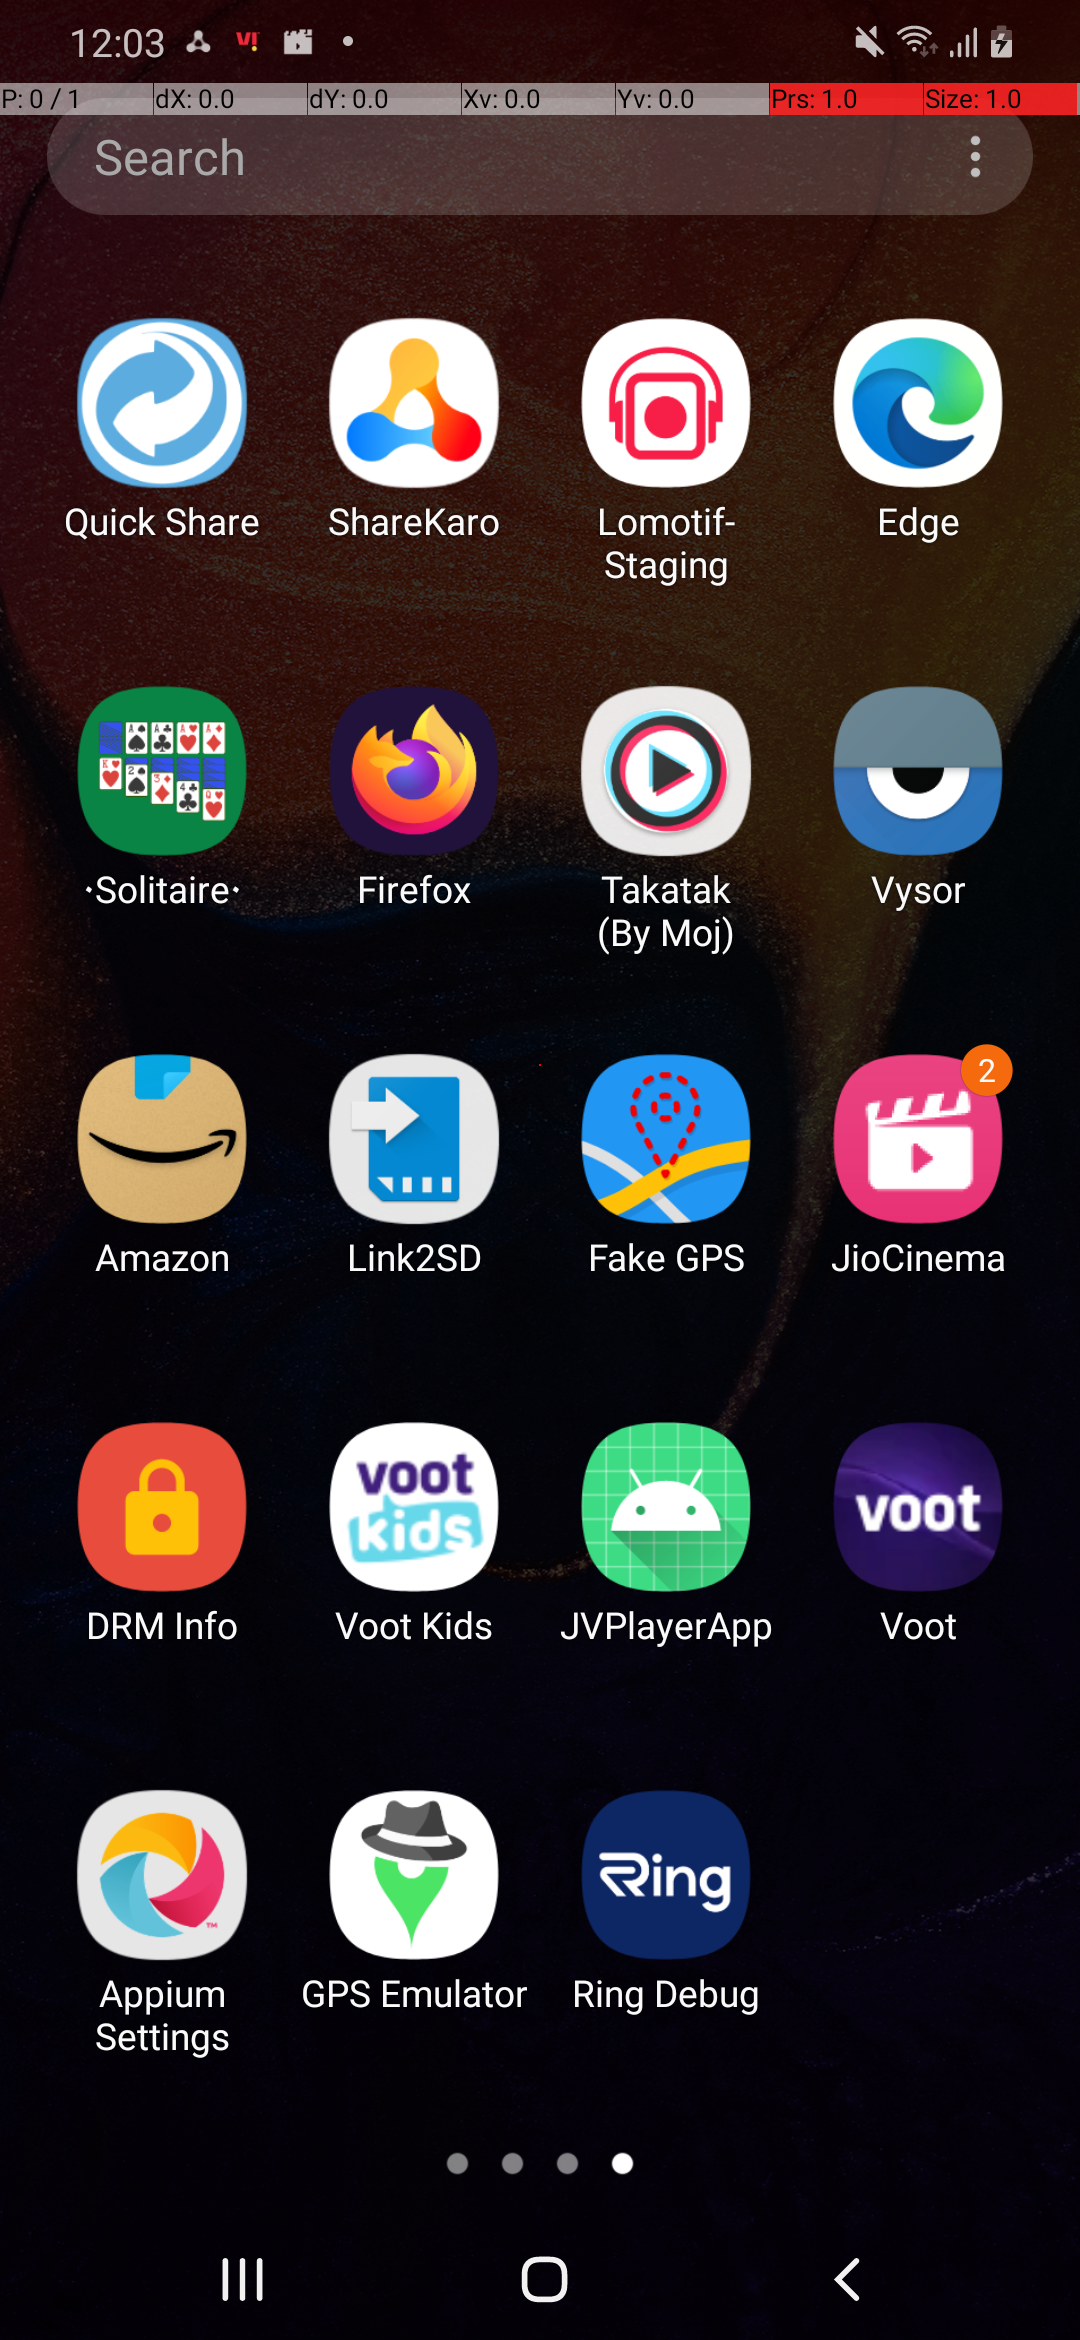 12:03
P: 0 / 1 dX: 0.0 dY: 0.0 Xv: 0.0 Yv: 0.0 Prs: 1.0 Size: 1.0
Search
Quick Share ShareKaro Lomotif-
Staging Edge
·Solitaire· Firefox Takatak
(By Moj) Vysor
2
Amazon Link2SD Fake GPS JioCinema
voot
kids
voot
DRM Info Voot Kids JVPlayerApp Voot
Ring
Appium
Settings GPS Emulator Ring Debug